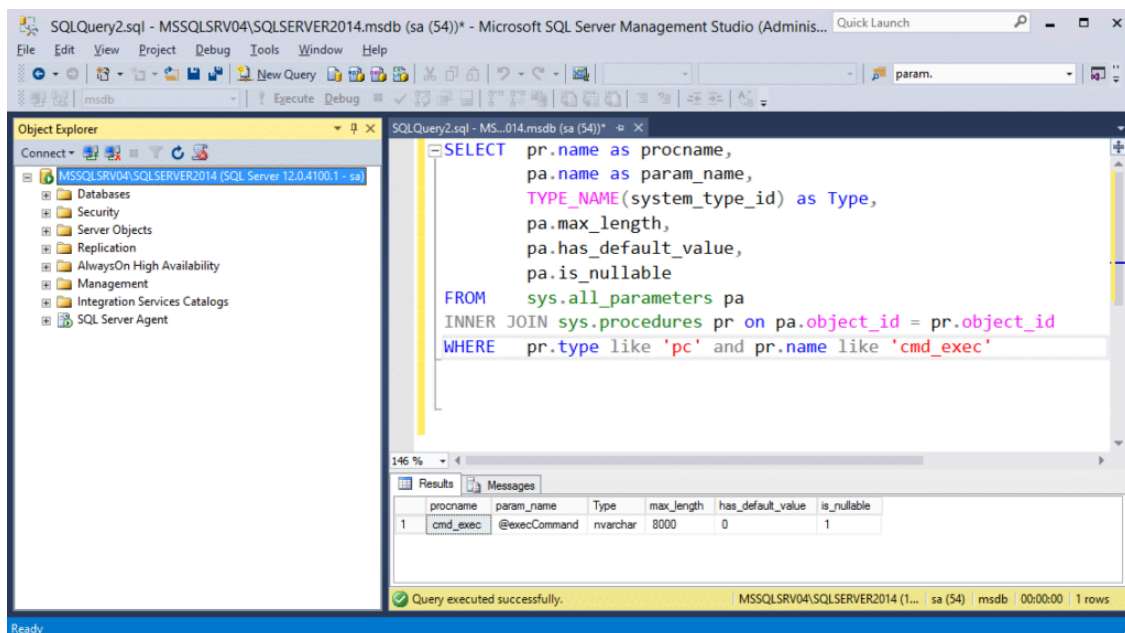 SQLQuery2.sql - MSSQLSRV04\SQLSERVER2014.msdb (sa (54))* - Microsoft SQL Server Management Studio (Adminis... Quick Launch
File Edit View Project Debug Tools Window Help
New Query param.
msdb Execute Debug
Object Explorer
Connect
MSSQLSRV04\SQLSERVER2014 (SQL Server 12.0.4100.1 - sa)
Databases
Security
Server Objects
Replication
AlwaysOn High Availability
Management
Integration Services Catalogs
SQL Server Agent
SQLQuery2.sql - MS...014.msdb (sa (54))*
SELECT pr.name as procname,
pa.name as param_name,
TYPE_NAME(system_type_id) as Type,
pa.max_length,
pa.has_default_value,
pa.is_nullable
FROM sys.all_parameters pa
INNER JOIN sys.procedures pr on pa.object_id = pr.object_id
WHERE pr.type like 'pc' and pr.name like 'cmd_exec'
146 %
Results Messages
procname param_name Type max_length has_default_value is_nullable
1 cmd_exec @execCommand nvarchar 8000 0 1
Query executed successfully. MSSQLSRV04\SQLSERVER2014 (1... sa (54) msdb 00:00:00 1 rows
Ready